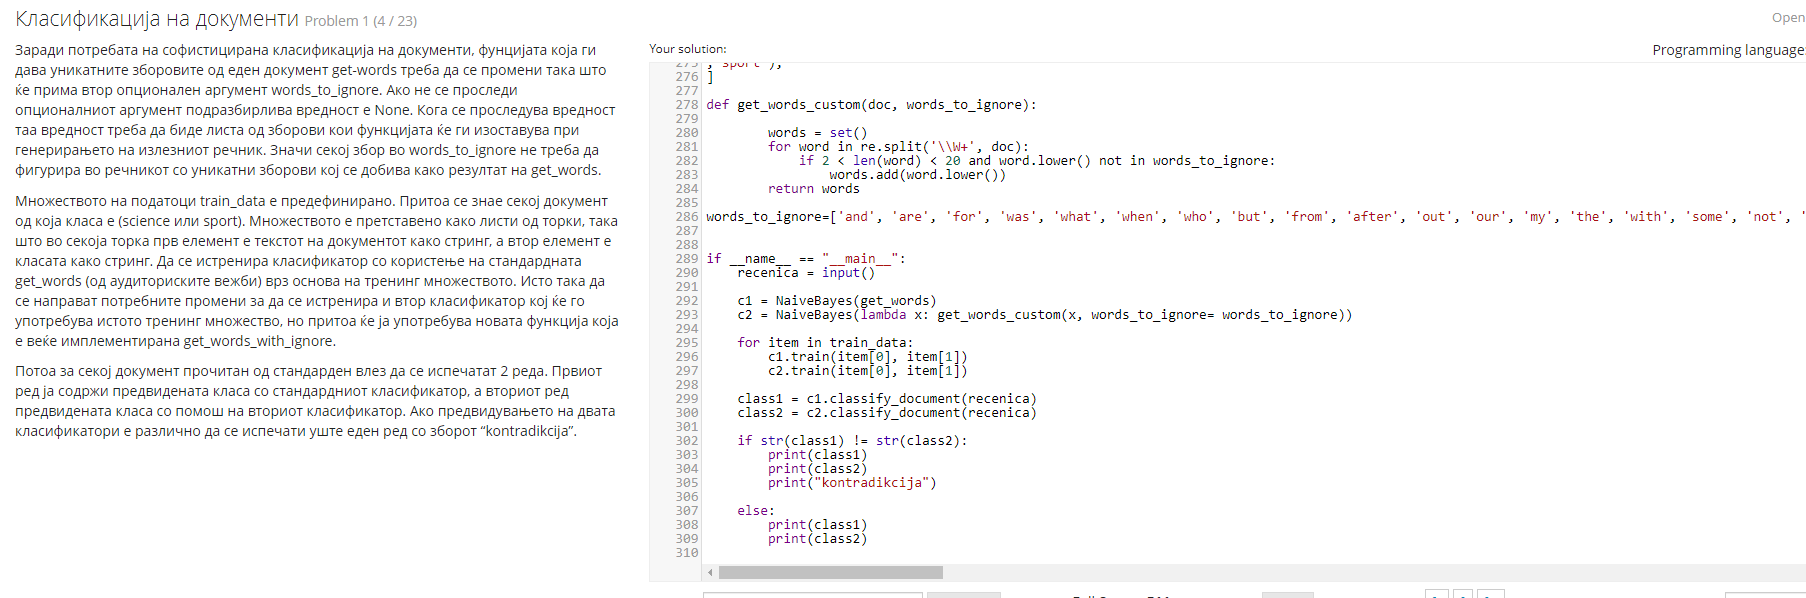 Класификација на документи Problem 1 (4 / 23)
Open
Заради потребата на софистицирана класификација на документи, фунцијата која ги
дава уникатните зборовите од еден документ get-words треба да се промени така што
ќе прима втор опционален аргумент words_to_ignore. Ако не се проследи
опционалниот аргумент подразбирлива вредност е None. Кога се проследува вредност
таа вредност треба да биде листа од зборови кои функцијата ќе ги изоставува при
генерирањето на излезниот речник. Значи секој збор во words_to_ignore не треба да
фигурира во речникот со уникатни зборови кој се добива како резултат на get_words.
Множеството на податоци train_data е предефинирано. Притоа се знае секој документ
од која класа е (science или sport). Множеството е претставено како листи од торки, така
што во секоја торка прв елемент е текстот на документот како стринг, а втор елемент е
класата како стринг. Да се истренира класификатор со користење на стандардната
get_words (од аудиториските вежби) врз основа на тренинг множеството. Исто така да
се направат потребните промени за да се истренира и втор класификатор кој ќе го
употребува истото тренинг множество, но притоа ќе ја употребува новата функција која
е веќе имплементирана get_words_with_ignore.
Потоа за секој документ прочитан од стандарден влез да се испечатат 2 реда. Првиот
ред ја содржи предвидената класа со стандардниот класификатор, а вториот ред
предвидената класа со помош на вториот класификатор. Ако предвидувањето на двата
класификатори е различно да се испечати уште еден ред со зборот “kontradikcija”.
Your solution:
Programming language:
275 , 'sport'),
276 ]
277
278 def get_words_custom(doc, words_to_ignore):
279
280         words = set()
281         for word in re.split('\\W+', doc):
282             if 2 < len(word) < 20 and word.lower() not in words_to_ignore:
283                 words.add(word.lower())
284         return words
285
286 words_to_ignore=['and', 'are', 'for', 'was', 'what', 'when', 'who', 'but', 'from', 'after', 'out', 'our', 'my', 'the', 'with', 'some', 'not', '
287
288
289 if __name__ == "__main__":
290     recenica = input()
291
292     c1 = NaiveBayes(get_words)
293     c2 = NaiveBayes(lambda x: get_words_custom(x, words_to_ignore= words_to_ignore))
294
295     for item in train_data:
296         c1.train(item[0], item[1])
297         c2.train(item[0], item[1])
298
299     class1 = c1.classify_document(recenica)
300     class2 = c2.classify_document(recenica)
301
302     if str(class1) != str(class2):
303         print(class1)
304         print(class2)
305         print("kontradikcija")
306
307     else:
308         print(class1)
309         print(class2)
310